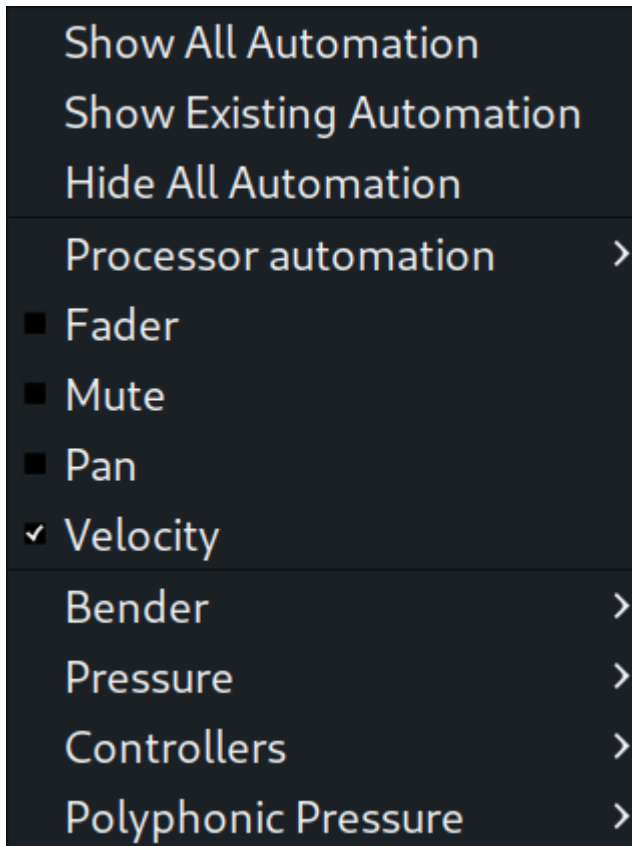 Show All Automation
Show Existing Automation
Hide All Automation
Processor automation
Fader
Mute
Pan
Velocity
Bender
Pressure
Controllers
Polyphonic Pressure